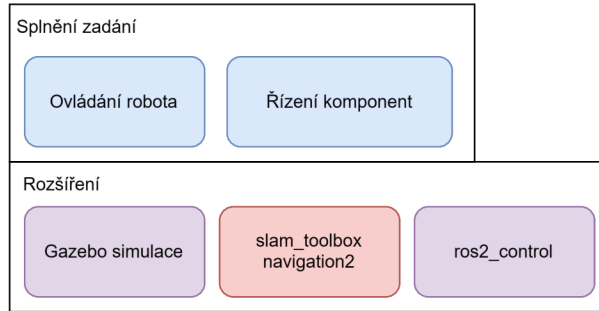 Splnění zadání
Ovládání robota
Řízení komponent
Rozšíření
Gazebo simulace
slam_toolbox
navigation2
ros2_control